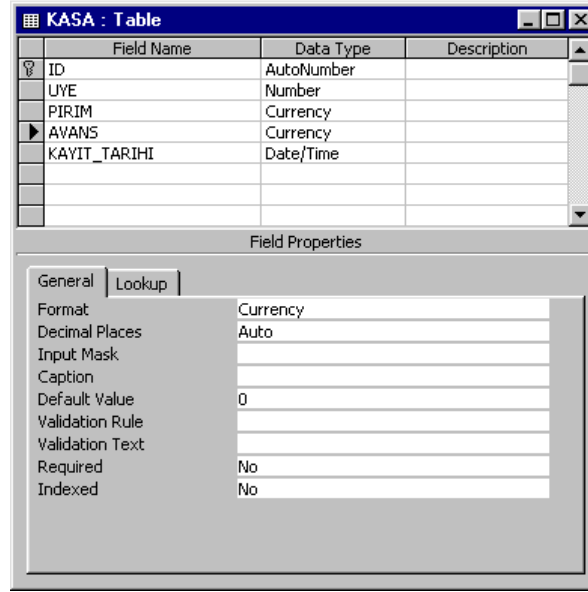 KASA : Table
Field Name Data Type Description
ID AutoNumber
UYE Number
PIRIM Currency
AVANS Currency
KAYIT_TARIHI Date/Time
Field Properties
General Lookup
Format Currency
Decimal Places Auto
Input Mask
Caption
Default Value 0
Validation Rule
Validation Text
Required No
Indexed No